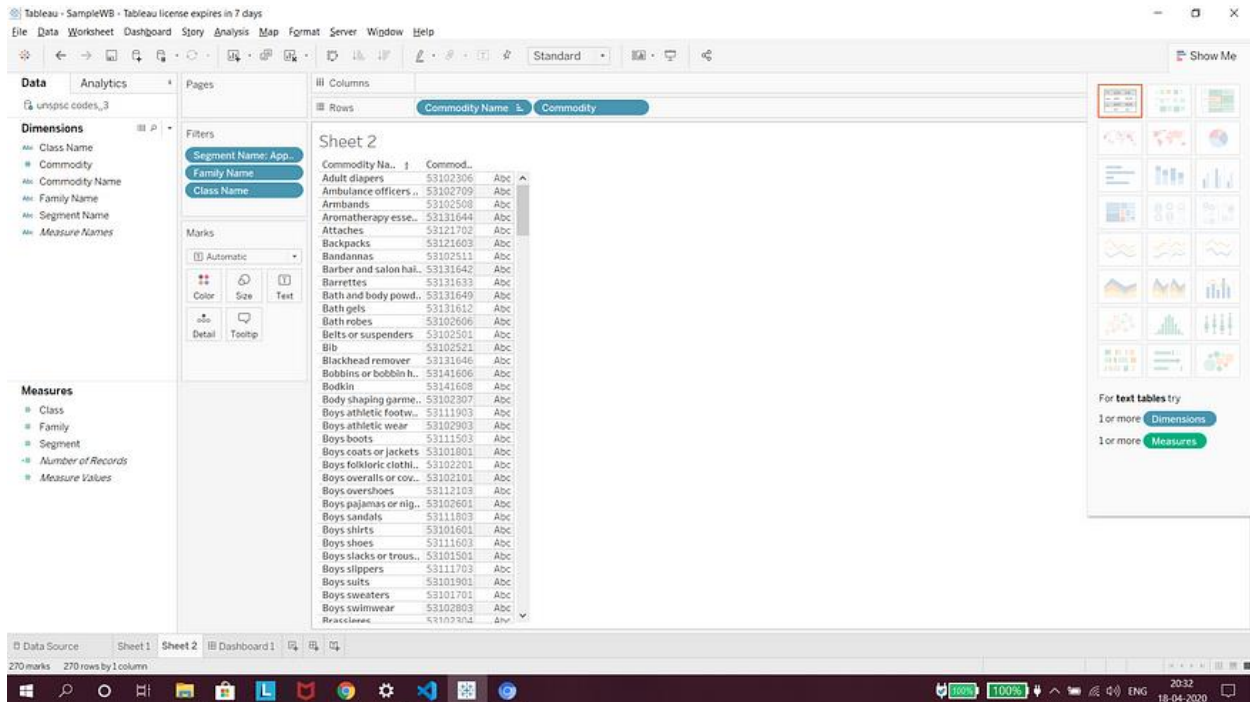 Tableau - SampleWB - Tableau license expires in 7 days
File Data Worksheet Dashboard Story Analysis Map Format Server Window Help
Standard
Show Me
Data Analytics
unspsc codes_3
Dimensions
Abc Class Name
# Commodity
Abc Commodity Name
Abc Family Name
Abc Segment Name
Abc Measure Names
Measures
# Class
# Family
# Segment
=# Number of Records
# Measure Values
Pages
Filters
Segment Name: App..
Family Name
Class Name
Marks
Automatic
Color Size Text
Detail Tooltip
Columns
Rows Commodity Name Commodity
Sheet 2
Commodity Na.. Commod..
Adult diapers 53102306 Abc
Ambulance officers .. 53102709 Abc
Armbands 53102508 Abc
Aromatherapy esse.. 53131644 Abc
Attaches 53121702 Abc
Backpacks 53121603 Abc
Bandannas 53102511 Abc
Barber and salon hai.. 53131642 Abc
Barrettes 53131633 Abc
Bath and body powd.. 53131649 Abc
Bath gels 53131612 Abc
Bath robes 53102606 Abc
Belts or suspenders 53102501 Abc
Bib 53102521 Abc
Blackhead remover 53131646 Abc
Bobbins or bobbin h.. 53141606 Abc
Bodkin 53141608 Abc
Body shaping garme.. 53102307 Abc
Boys athletic footw.. 53111903 Abc
Boys athletic wear 53102903 Abc
Boys boots 53111503 Abc
Boys coats or jackets 53101801 Abc
Boys folkloric clothi.. 53102201 Abc
Boys overalls or cov.. 53102101 Abc
Boys overshoes 53112103 Abc
Boys pajamas or nig.. 53102601 Abc
Boys sandals 53111803 Abc
Boys shirts 53101601 Abc
Boys shoes 53111603 Abc
Boys slacks or trous.. 53101501 Abc
Boys slippers 53111703 Abc
Boys suits 53101901 Abc
Boys sweaters 53101701 Abc
Boys swimwear 53102803 Abc
Brassieres 53102304 Abc
For text tables try
1 or more Dimensions
1 or more Measures
Data Source Sheet 1 Sheet 2 Dashboard 1
270 marks 270 rows by 1 column
L
100% 100% ENG
20:32
18-04-2020